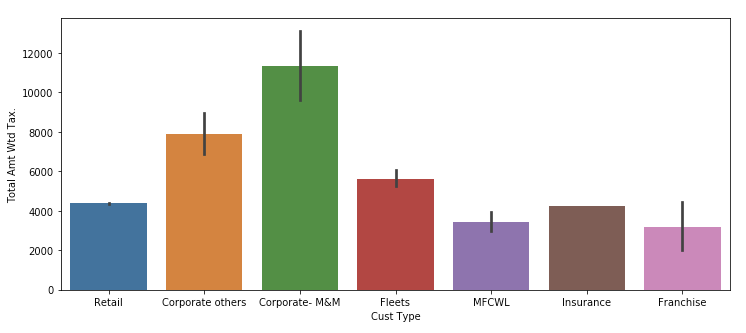 12000
10000
8000
6000
4000
2000
0
Total Amt Wtd Tax.
Retail Corporate others Corporate- M&M Fleets MFCWL Insurance Franchise
Cust Type